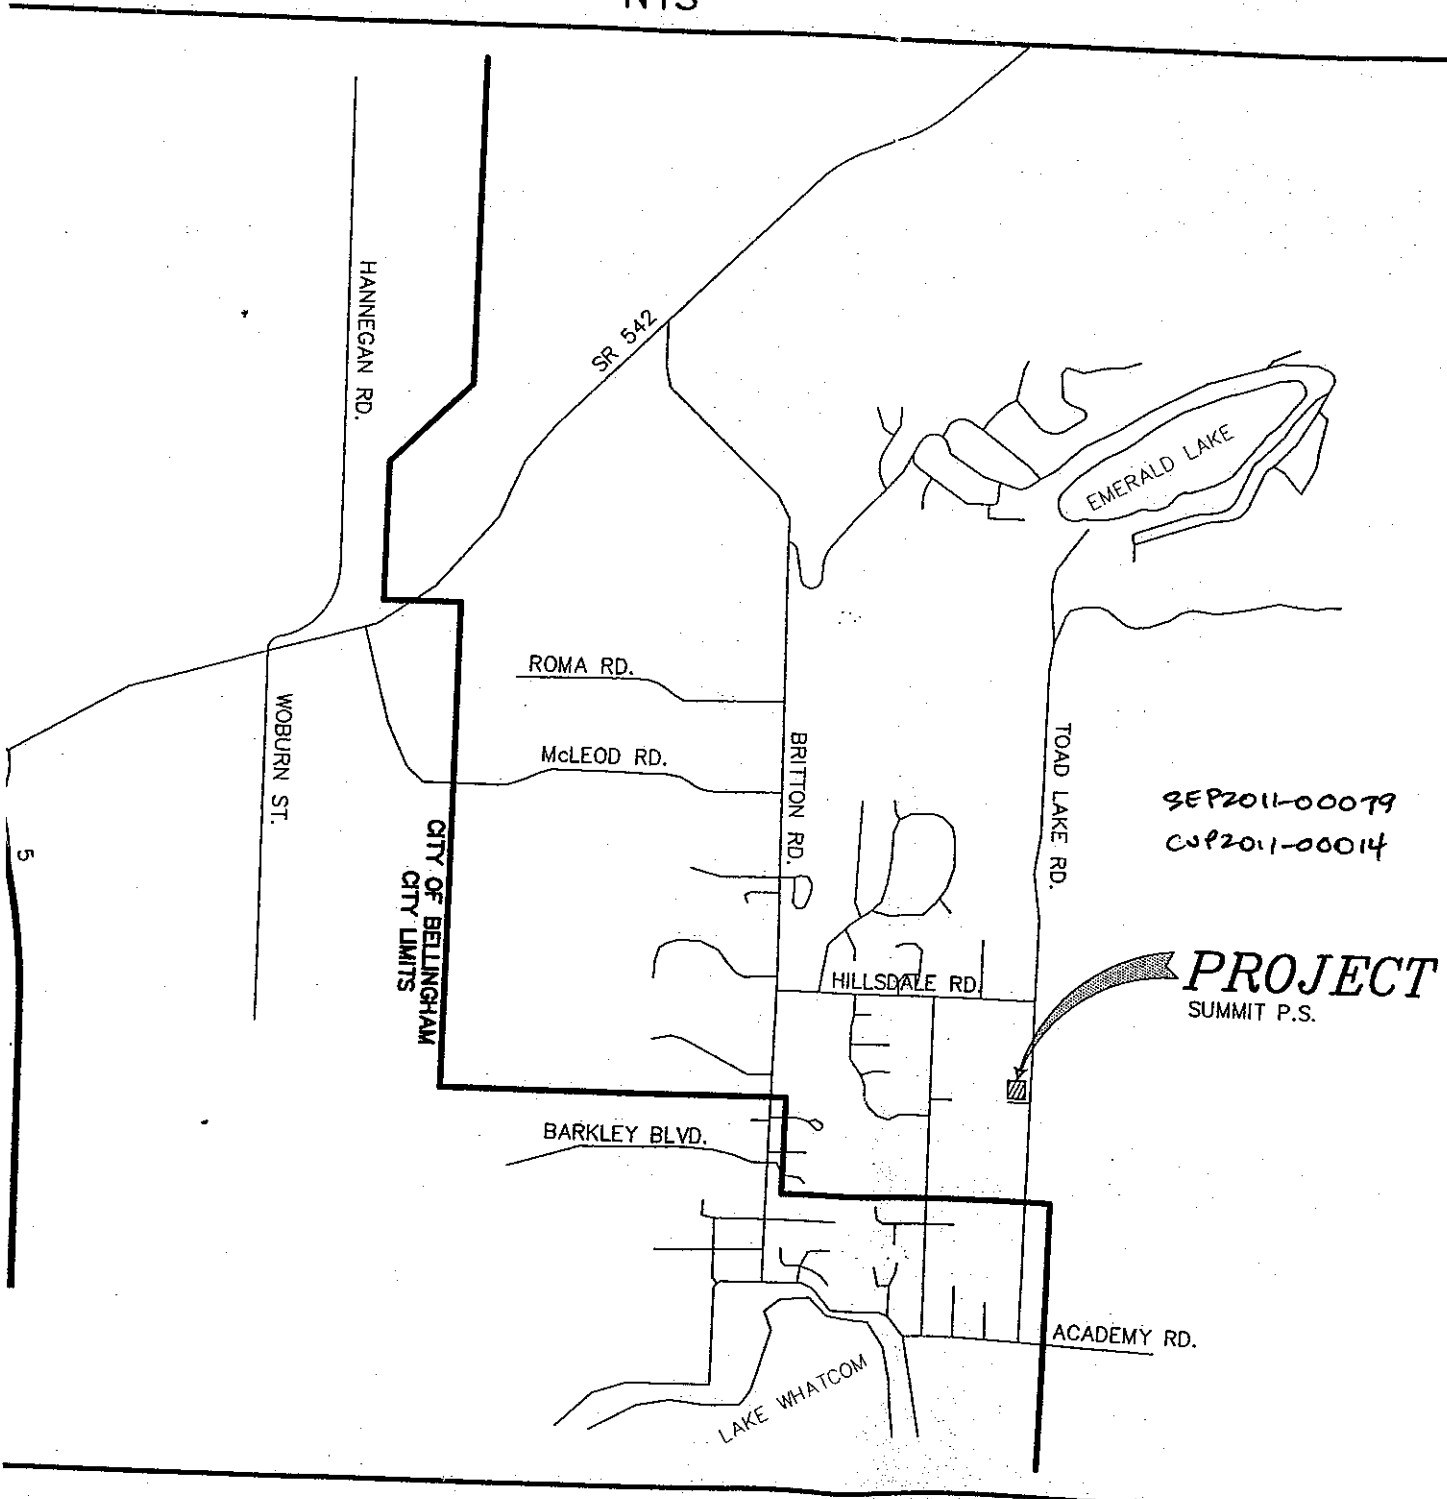 NTS
HANNEGAN RD.
SR 542
EMERALD LAKE
ROMA RD.
McLEOD RD.
BRITTON RD.
TOAD LAKE RD.
WOBURN ST.
5
CITY OF BELLINGHAM
CITY LIMITS
SEP2011-00079
CUP2011-00014
HILLSDALE RD.
PROJECT
SUMMIT P.S.
BARKLEY BLVD.
ACADEMY RD.
LAKE WHATCOM